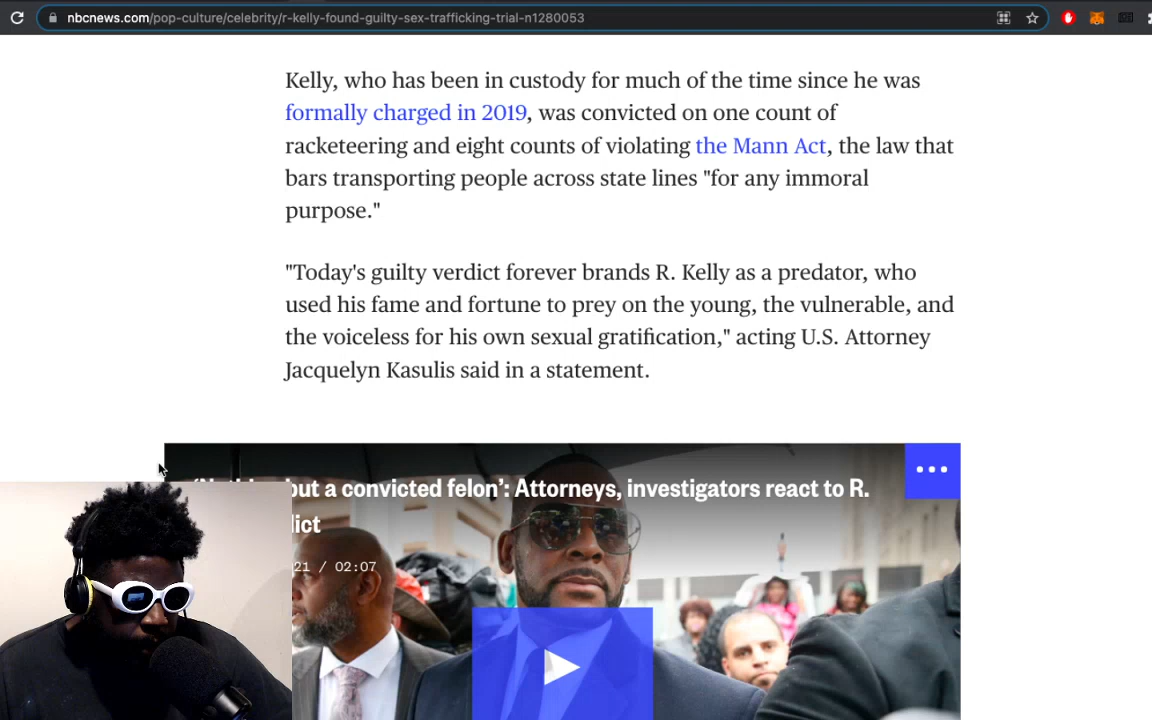 nbcnews.com/pop-culture/celebrity/r-kelly-found-guilty-sex-trafficking-trial-n1280053
Kelly, who has been in custody for much of the time since he was
formally charged in 2019, was convicted on one count of
racketeering and eight counts of violating the Mann Act, the law that
bars transporting people across state lines "for any immoral
purpose."
"Today's guilty verdict forever brands R. Kelly as a predator, who
used his fame and fortune to prey on the young, the vulnerable, and
the voiceless for his own sexual gratification," acting U.S. Attorney
Jacquelyn Kasulis said in a statement.
but a convicted felon’: Attorneys, investigators react to R.
dict
21 / 02:07